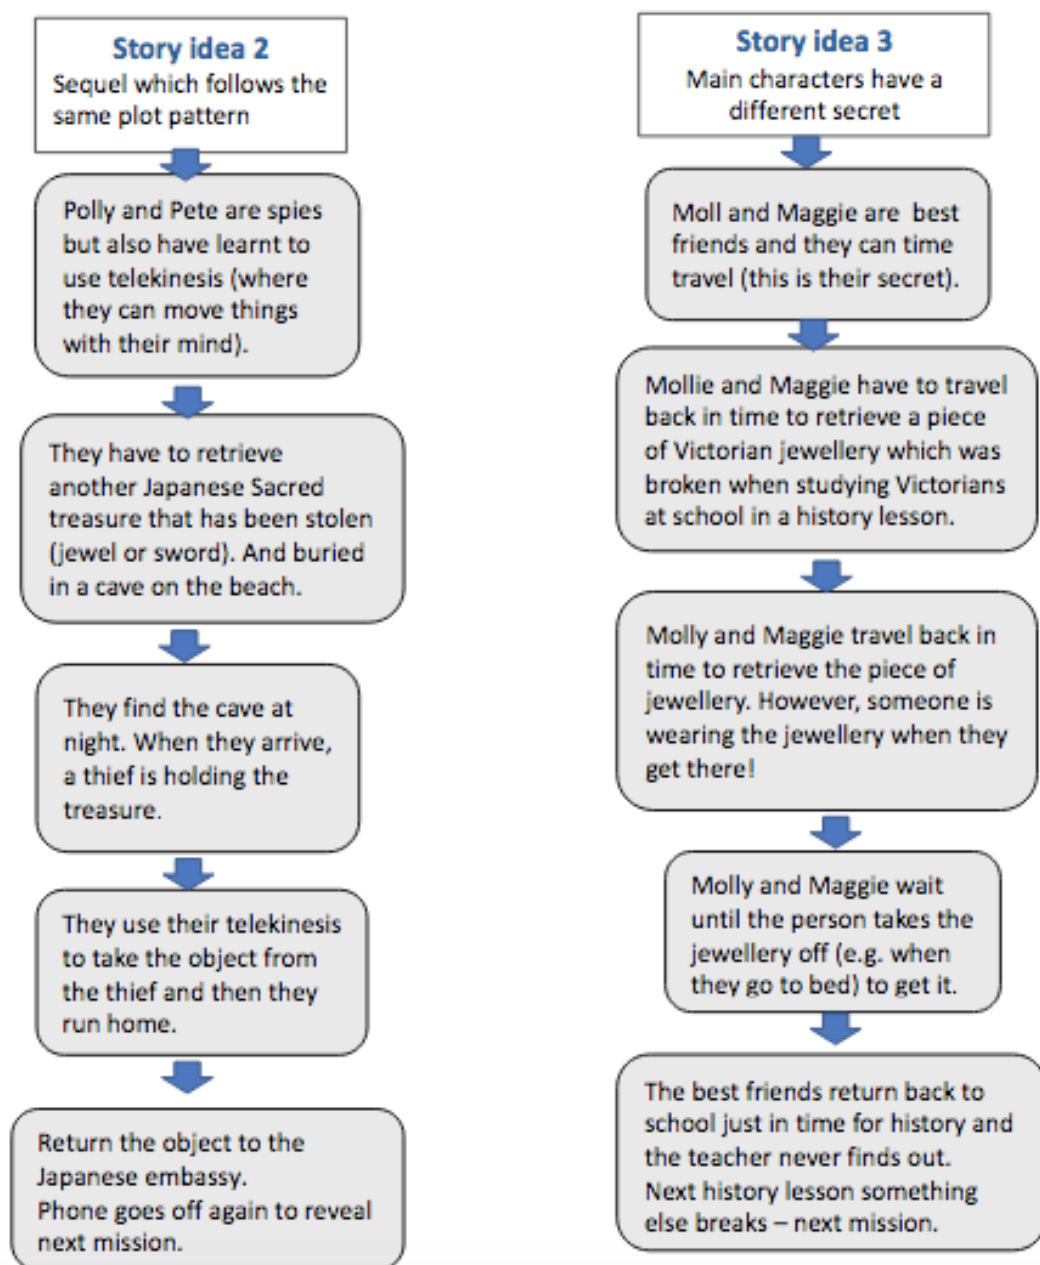 Story idea 2
Sequel which follows the
same plot pattern
Polly and Pete are spies
but also have learnt to
use telekinesis (where
they can move things
with their mind).
They have to retrieve
another Japanese Sacred
treasure that has been stolen
(jewel or sword). And buried
in a cave on the beach.
They find the cave at
night. When they arrive,
a thief is holding the
treasure.
They use their telekinesis
to take the object from
the thief and then they
run home.
Return the object to the
Japanese embassy.
Phone goes off again to reveal
next mission.
Story idea 3
Main characters have a
different secret
Moll and Maggie are best
friends and they can time
travel (this is their secret).
Mollie and Maggie have to travel
back in time to retrieve a piece
of Victorian jewellery which was
broken when studying Victorians
at school in a history lesson.
Molly and Maggie travel back in
time to retrieve the piece of
jewellery. However, someone is
wearing the jewellery when they
get there!
Molly and Maggie wait
until the person takes the
jewellery off (e.g. when
they go to bed) to get it.
The best friends return back to
school just in time for history and
the teacher never finds out.
Next history lesson something
else breaks – next mission.